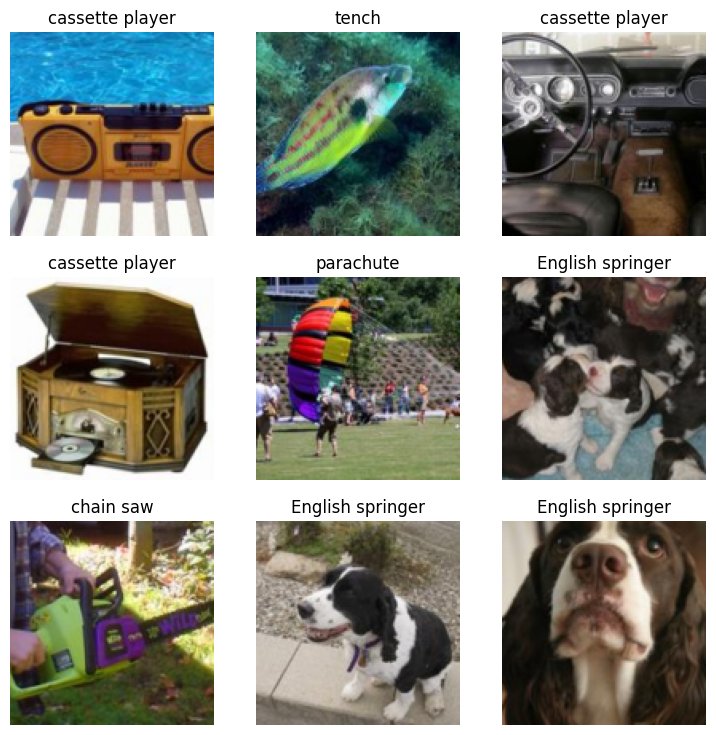 cassette player
tench
cassette player
cassette player
parachute
English springer
chain saw
English springer
English springer